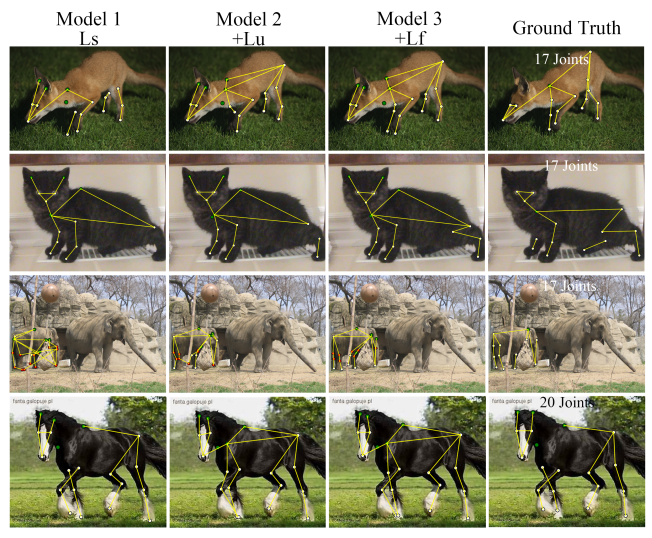 Model 1
Ls
Model 2
+Lu
Model 3
+Lf
Ground Truth
17 Joints
17 Joints
17 Joints
fanta.galopuje.pl
fanta.galopuje.pl
fanta.galopuje.pl
fanta.galopuje.pl
20 Joints